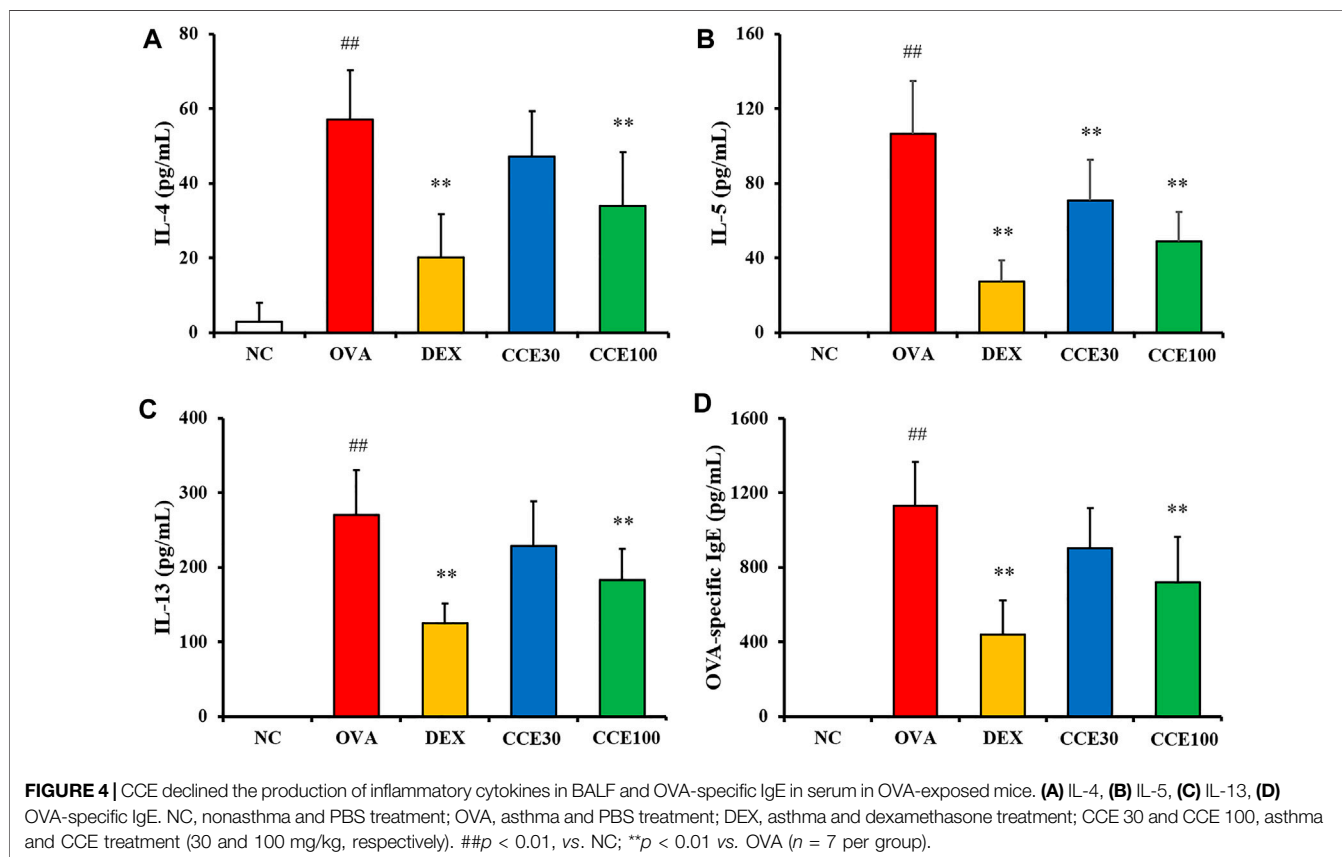 A
##
**
**
IL-4 (pg/mL)
80
60
40
20
0
NC OVA DEX CCE30 CCE100
B
##
**
**
**
IL-5 (pg/mL)
160
120
80
40
0
NC OVA DEX CCE30 CCE100
C
##
**
**
IL-13 (pg/mL)
400
300
200
100
0
NC OVA DEX CCE30 CCE100
D
##
**
**
OVA-specific IgE (pg/mL)
1600
1200
800
400
0
NC OVA DEX CCE30 CCE100
FIGURE 4 | CCE declined the production of inflammatory cytokines in BALF and OVA-specific IgE in serum in OVA-exposed mice. (A) IL-4, (B) IL-5, (C) IL-13, (D)
OVA-specific IgE. NC, nonasthma and PBS treatment; OVA, asthma and PBS treatment; DEX, asthma and dexamethasone treatment; CCE 30 and CCE 100, asthma
and CCE treatment (30 and 100 mg/kg, respectively). ##p < 0.01, vs. NC; **p < 0.01 vs. OVA (n = 7 per group).